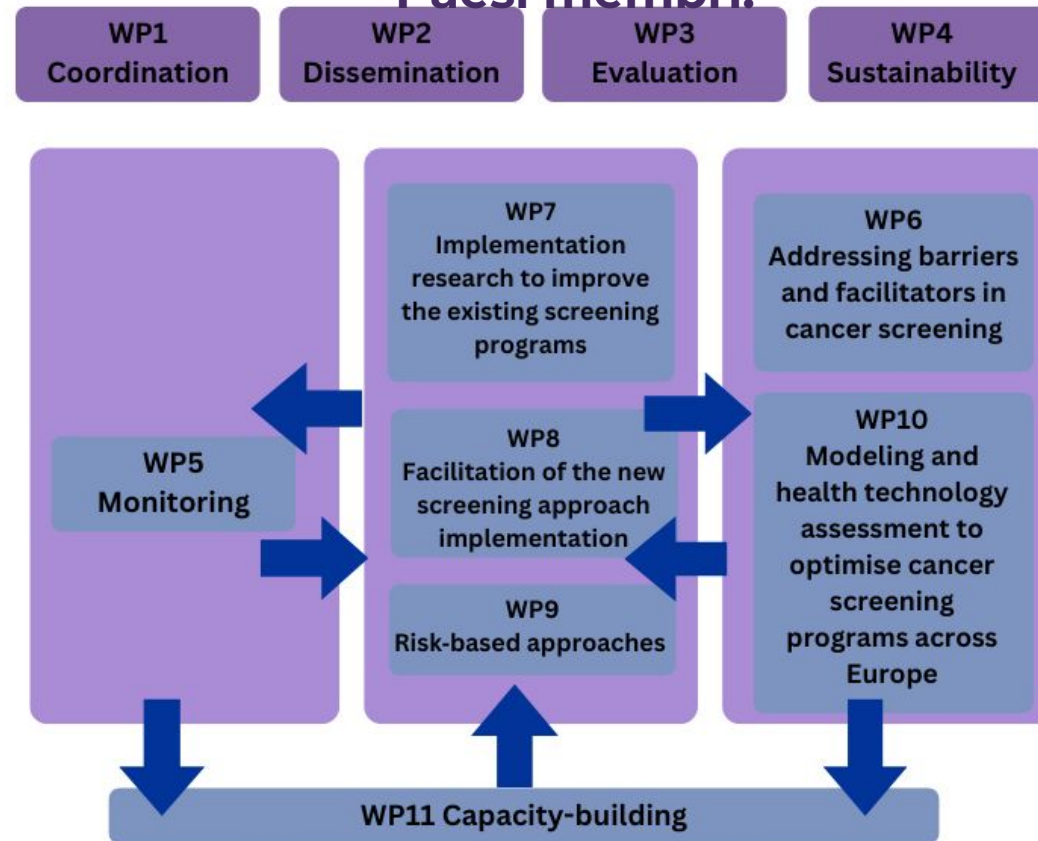 Paesi membri:
WP1
Coordination
WP2
Dissemination
WP3
Evaluation
WP4
Sustainability
WP5
Monitoring
WP7
Implementation
research to improve
the existing screening
programs
WP8
Facilitation of the new
screening approach
implementation
WP9
Risk-based approaches
WP6
Addressing barriers
and facilitators in
cancer screening
WP10
Modeling and
health technology
assessment to
optimise cancer
screening
programs across
Europe
WP11 Capacity-building